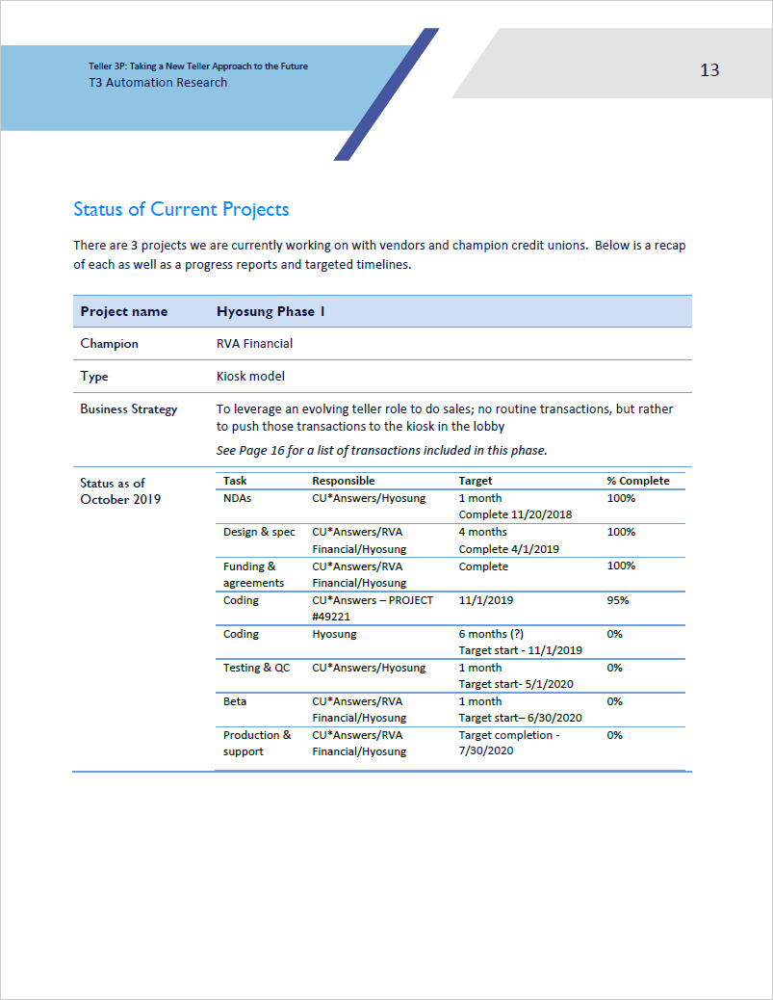 Teller 3P: Taking a New Teller Approach to the Future
T3 Automation Research
13
Status of Current Projects
There are 3 projects we are currently working on with vendors and champion credit unions.  Below is a recap
of each as well as a progress reports and targeted timelines.
Project name Hyosung Phase 1
Champion RVA Financial
Type Kiosk model
Business Strategy To leverage an evolving teller role to do sales; no routine transactions, but rather
to push those transactions to the kiosk in the lobby
See Page 16 for a list of transactions included in this phase.
Status as of
October 2019
Task Responsible Target % Complete
NDAs CU*Answers/Hyosung 1 month 100%
Complete 11/20/2018
Design & spec CU*Answers/RVA 4 months 100%
Financial/Hyosung Complete 4/1/2019
Funding & CU*Answers/RVA Complete 100%
agreements Financial/Hyosung
Coding CU*Answers – PROJECT 11/1/2019 95%
#49221
Coding Hyosung 6 months (?) 0%
Target start - 11/1/2019
Testing & QC CU*Answers/Hyosung 1 month 0%
Target start- 5/1/2020
Beta CU*Answers/RVA 1 month 0%
Financial/Hyosung Target start– 6/30/2020
Production & CU*Answers/RVA Target completion - 0%
support Financial/Hyosung 7/30/2020